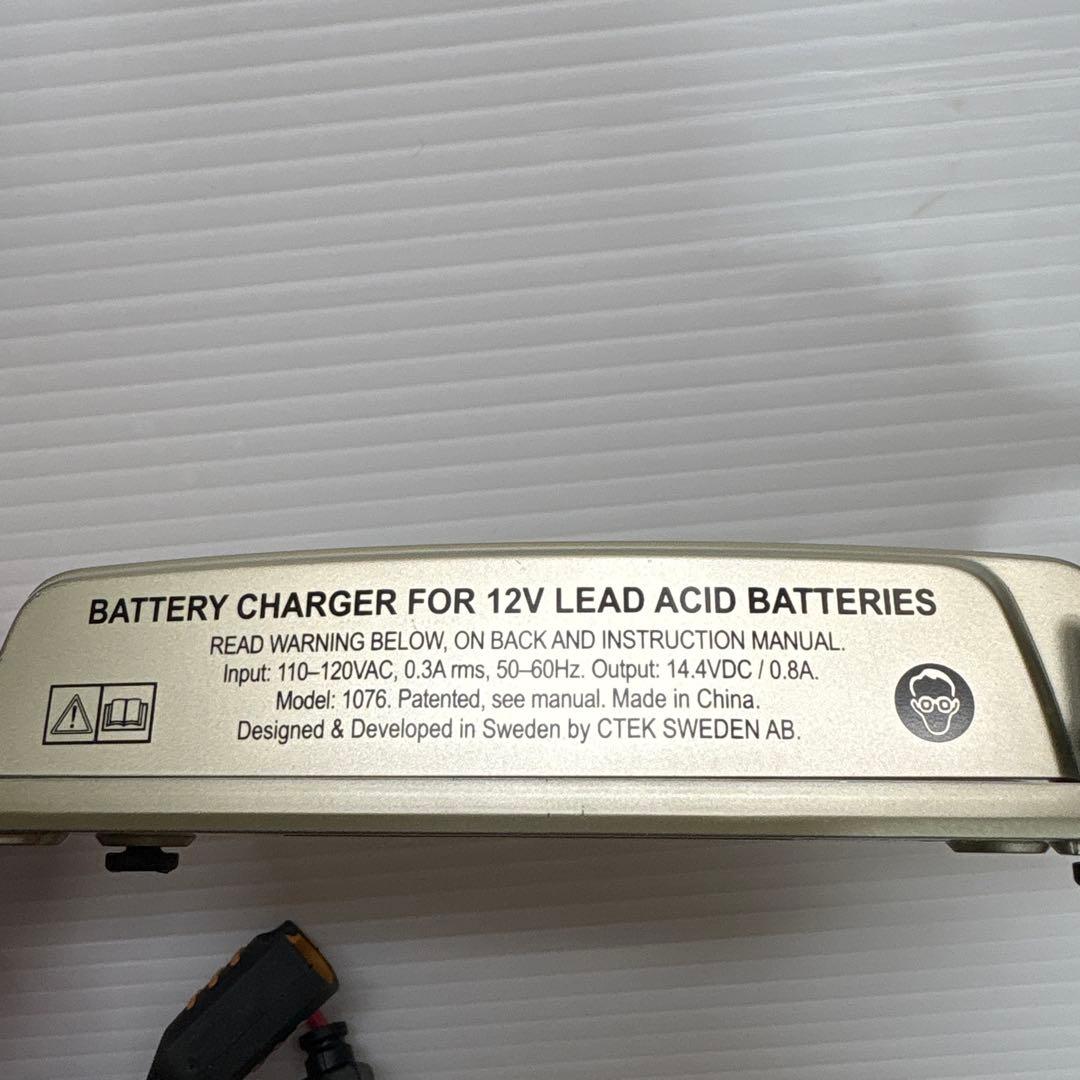 BATTERY CHARGER FOR 12V LEAD ACID BATTERIES
READ WARNING BELOW, ON BACK AND INSTRUCTION MANUAL.
Input: 110–120VAC, 0.3A rms, 50–60Hz. Output: 14.4VDC / 0.8A.
Model: 1076. Patented, see manual. Made in China.
Designed & Developed in Sweden by CTEK SWEDEN AB.